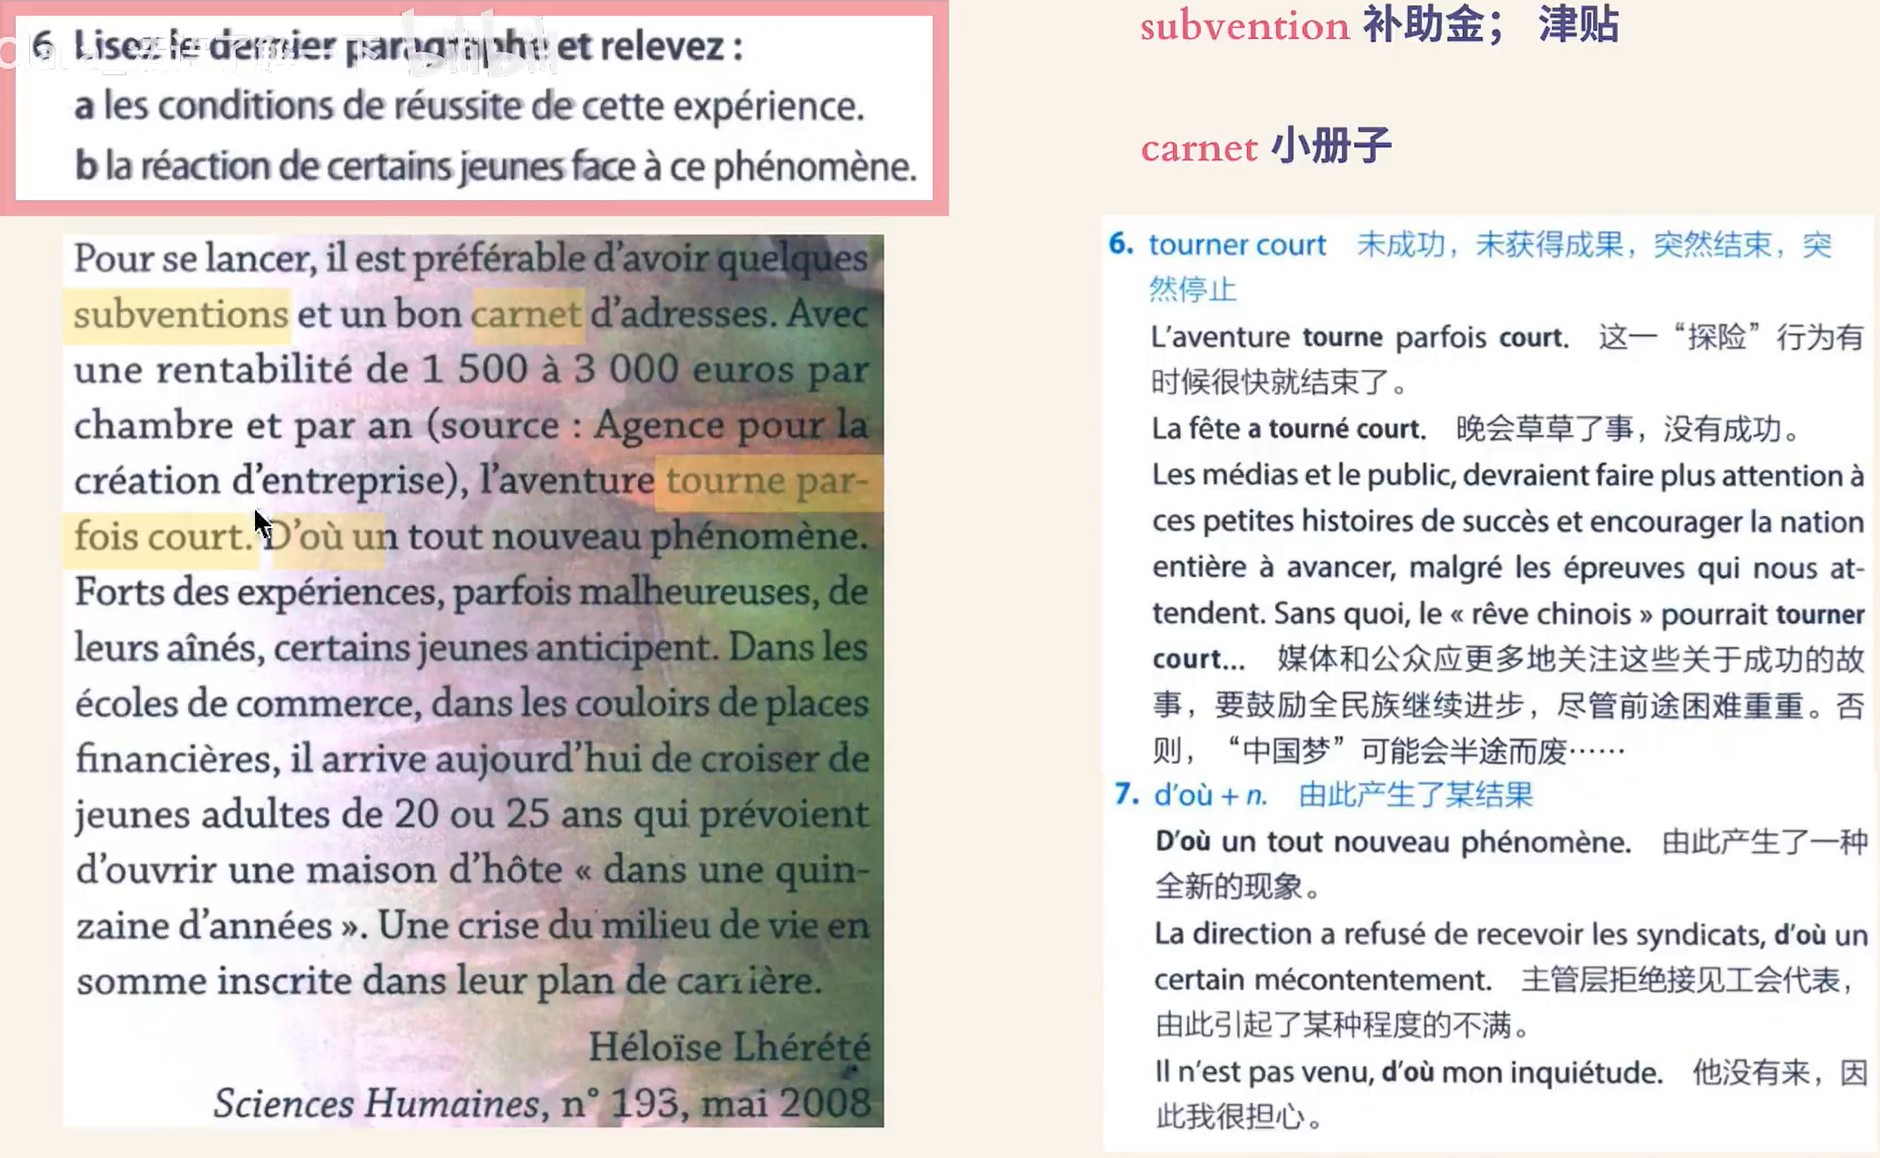 6 Lisez le dernier paragraphe et relevez :
a les conditions de réussite de cette expérience.
b la réaction de certains jeunes face à ce phénomène.
Pour se lancer, il est préférable d'avoir quelques
subventions et un bon carnet d'adresses. Avec
une rentabilité de 1 500 à 3 000 euros par
chambre et par an (source : Agence pour la
création d'entreprise), l'aventure tourne par-
fois court. D'où un tout nouveau phénomène.
Forts des expériences, parfois malheureuses, de
leurs aînés, certains jeunes anticipent. Dans les
écoles de commerce, dans les couloirs de places
financières, il arrive aujourd'hui de croiser de
jeunes adultes de 20 ou 25 ans qui prévoient
d'ouvrir une maison d'hôte « dans une quin-
zaine d'années ». Une crise du milieu de vie en
somme inscrite dans leur plan de carrière.
Héloïse Lhérété
Sciences Humaines, n° 193, mai 2008
subvention 补助金； 津贴
carnet 小册子
6. tourner court 未成功，未获得成果，突然结束，突
然停止
L'aventure tourne parfois court. 这一“探险”行为有
时候很快就结束了。
La fête a tourné court. 晚会草草了事，没有成功。
Les médias et le public, devraient faire plus attention à
ces petites histoires de succès et encourager la nation
entière à avancer, malgré les épreuves qui nous at-
tendent. Sans quoi, le « rêve chinois » pourrait tourner
court... 媒体和公众应更多地关注这些关于成功的故
事，要鼓励全民族继续进步，尽管前途困难重重。否
则，“中国梦”可能会半途而废……
7. d'où + n. 由此产生了某结果
D'où un tout nouveau phénomène. 由此产生了一种
全新的现象。
La direction a refusé de recevoir les syndicats, d'où un
certain mécontentement. 主管层拒绝接见工会代表，
由此引起了某种程度的不满。
Il n'est pas venu, d'où mon inquiétude. 他没有来，因
此我很担心。